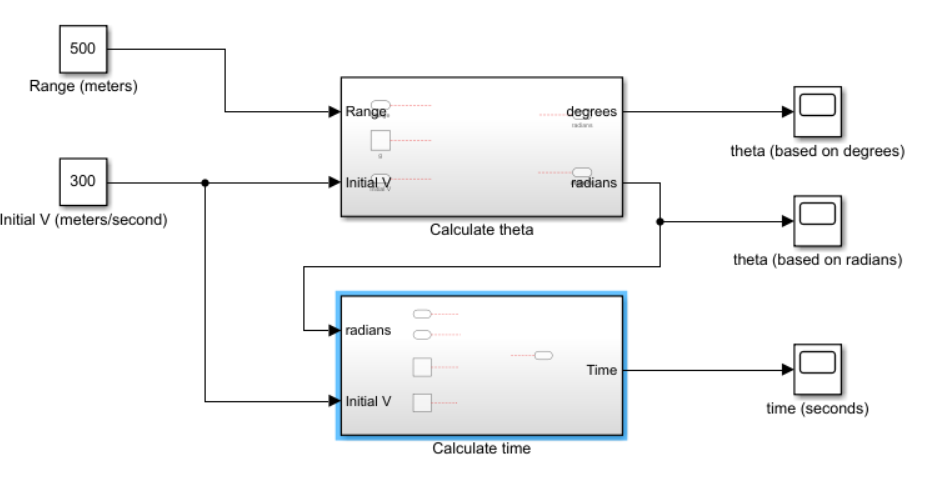 500
Range (meters)
300
Initial V (meters/second)
Range
Initial V
g
degrees
radians
radians
Calculate theta
theta (based on degrees)
theta (based on radians)
radians
Initial V
Time
Calculate time
time (seconds)